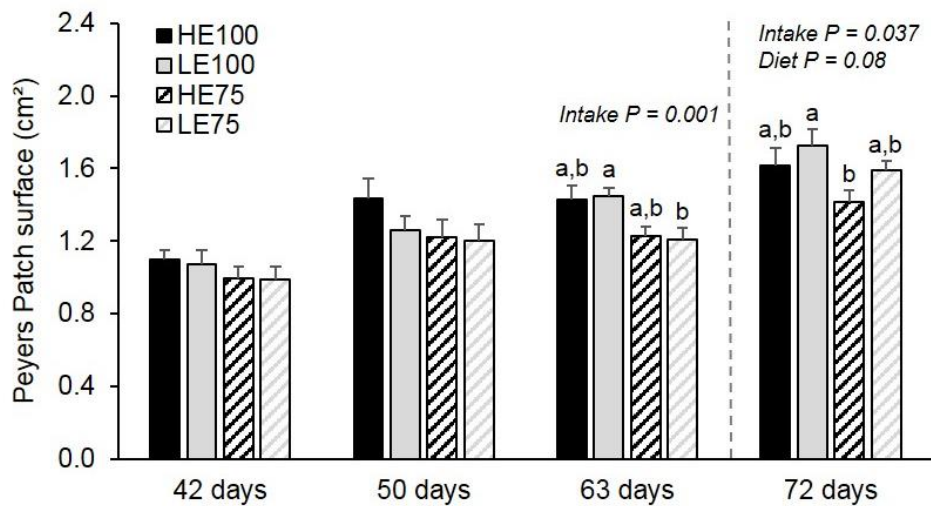 2.4
2.0
1.6
1.2
0.8
0.4
0.0
Peyers Patch surface (cm²)
HE100
LE100
HE75
LE75
Intake P = 0.001
Intake P = 0.037
Diet P = 0.08
a,b a a,b b
a,b a b a,b
42 days 50 days 63 days 72 days